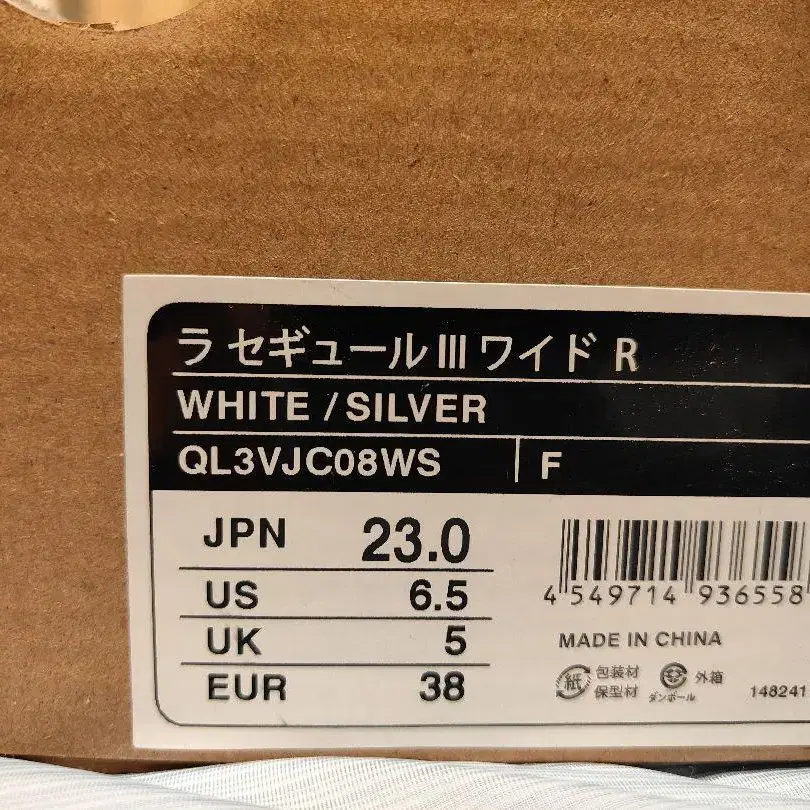 ラ セギュール III ワイド R
WHITE / SILVER
QL3VJC08WS | F
JPN 23.0
US 6.5
UK 5
EUR 38
4 549714 936558
MADE IN CHINA
紙 包装材
保型材
ダンボール 外箱
148241